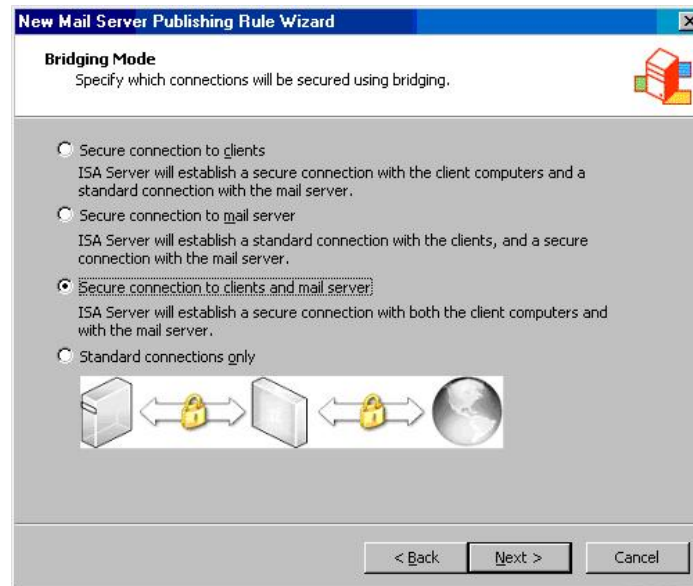 New Mail Server Publishing Rule Wizard
Bridging Mode
Specify which connections will be secured using bridging.
Secure connection to clients
ISA Server will establish a secure connection with the client computers and a
standard connection with the mail server.
Secure connection to mail server
ISA Server will establish a standard connection with the clients, and a secure
connection with the mail server.
Secure connection to clients and mail server
ISA Server will establish a secure connection with both the client computers and
with the mail server.
Standard connections only
< Back Next > Cancel